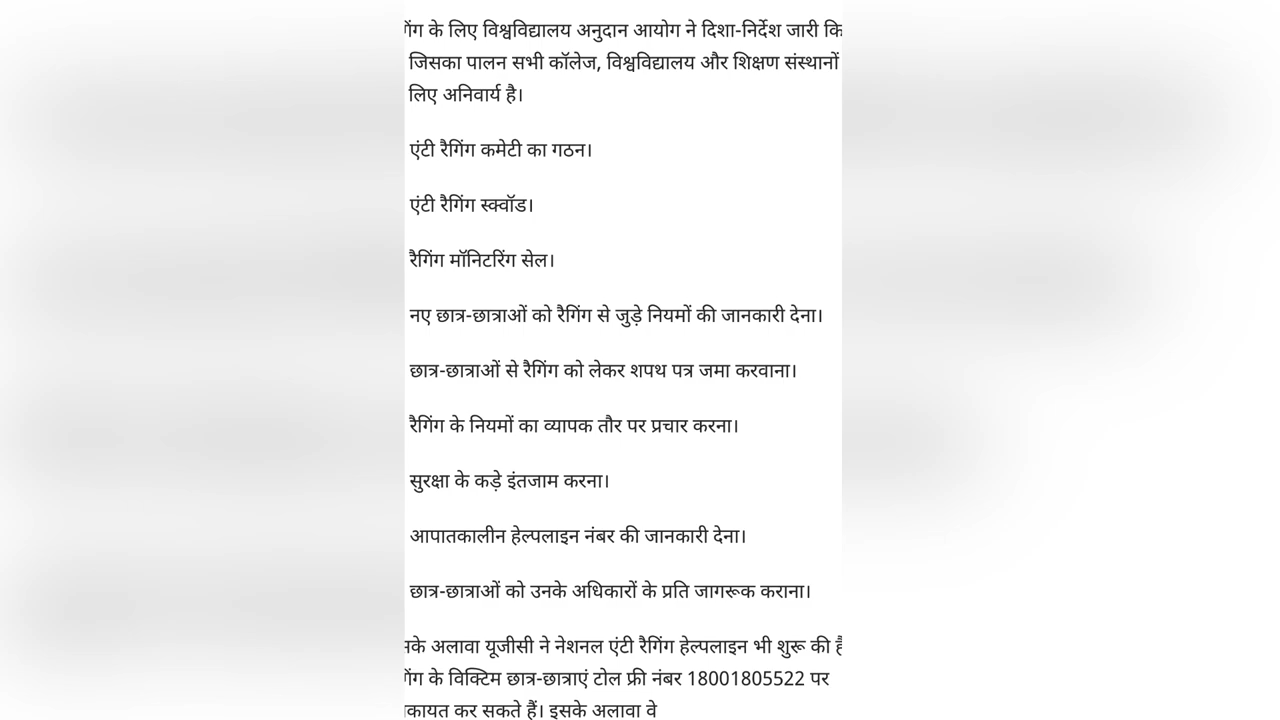 के लिए विश्वविद्यालय अनुदान आयोग ने दिशा-निर्देश जारी
जिसका पालन सभी कॉलेज, विश्वविद्यालय और शिक्षण संस्थानों
लिए अनिवार्य है।
एंटी रैगिंग कमेटी का गठन।
एंटी रैगिंग स्क्वॉड।
रैगिंग मॉनिटरिंग सेल।
नए छात्र-छात्राओं को रैगिंग से जुड़े नियमों की जानकारी देना।
छात्र-छात्राओं से रैगिंग को लेकर शपथ पत्र जमा करवाना।
रैगिंग के नियमों का व्यापक तौर पर प्रचार करना।
सुरक्षा के कड़े इंतजाम करना।
आपातकालीन हेल्पलाइन नंबर की जानकारी देना।
छात्र-छात्राओं को उनके अधिकारों के प्रति जागरूक कराना।
अलावा यूजीसी ने नेशनल एंटी रैगिंग हेल्पलाइन भी शुरू की
के विक्टिम छात्र-छात्राएं टोल फ्री नंबर 18001805522 पर
कर सकते हैं। इसके अलावा वे